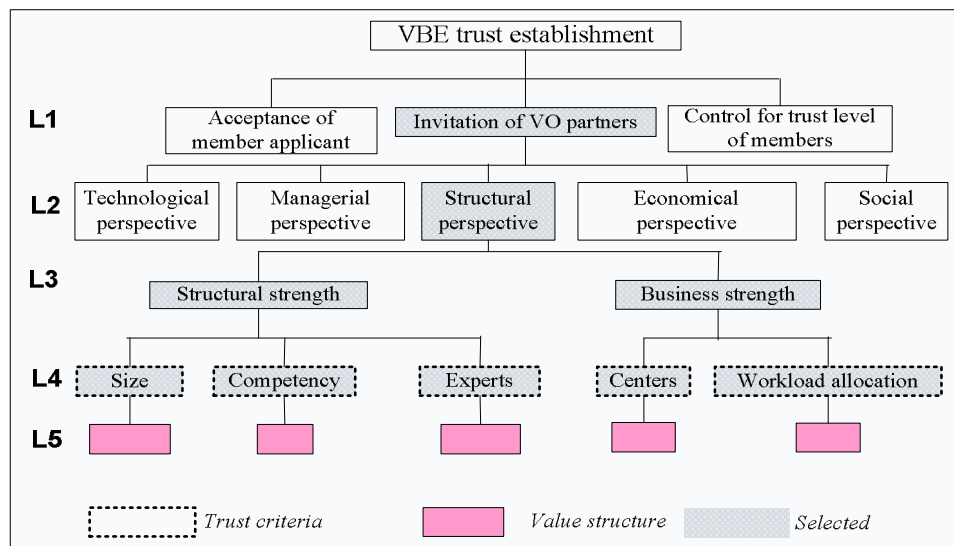 VBE trust establishment
L1
Acceptance of
member applicant
Invitation of VO partners
Control for trust level
of members
L2
Technological
perspective
Managerial
perspective
Structural
perspective
Economical
perspective
Social
perspective
L3
Structural strength
Business strength
L4
Size
Competency
Experts
Centers
Workload allocation
L5
Trust criteria
Value structure
Selected